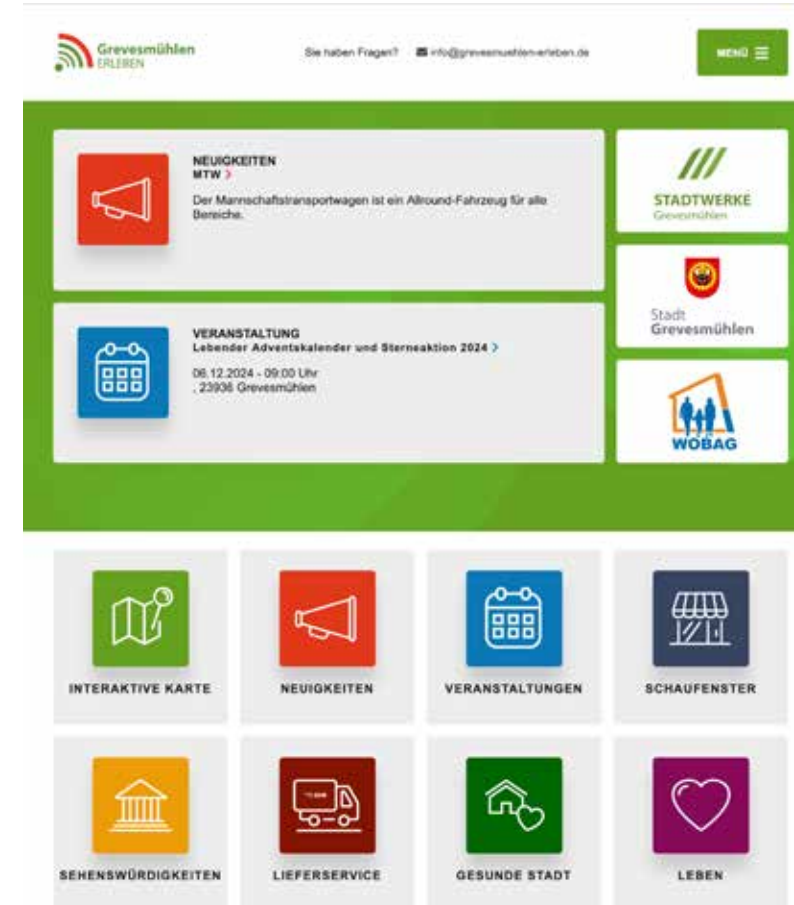 Grevesmühlen
ERLEBEN
Sie haben Fragen?
info@grevesmuehlen-erleben.de
MENÜ
NEUIGKEITEN
MTW >
Der Mannschaftstransportwagen ist ein Allround-Fahrzeug für alle
Bereiche.
VERANSTALTUNG
Lebender Adventskalender und Sterneaktion 2024 >
06.12.2024 - 09:00 Uhr
, 23936 Grevesmühlen
STADTWERKE
Grevesmühlen
Stadt
Grevesmühlen
WOBAG
INTERAKTIVE KARTE
NEUIGKEITEN
VERANSTALTUNGEN
SCHAUFENSTER
SEHENSWÜRDIGKEITEN
LIEFERSERVICE
GESUNDE STADT
LEBEN